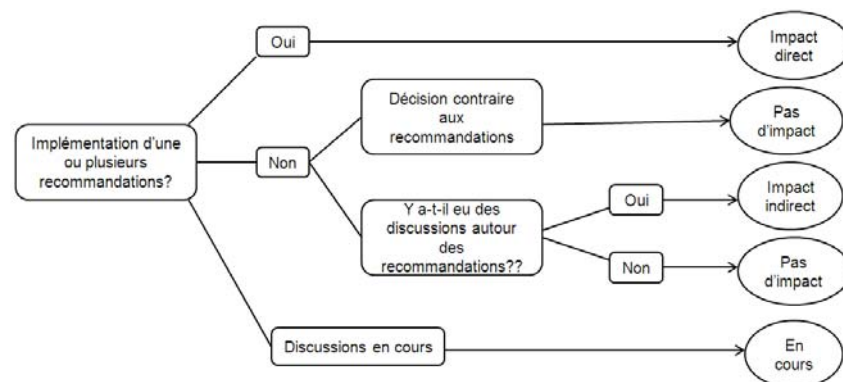 Oui
Impact
direct
Implémentation d'une
ou plusieurs
recommandations?
Non
Décision contraire
aux
recommandations
Pas
d'impact
Y a-t-il eu des
discussions autour
des
recommandations??
Oui
Impact
indirect
Non
Pas
d'impact
Discussions en cours
En
cours